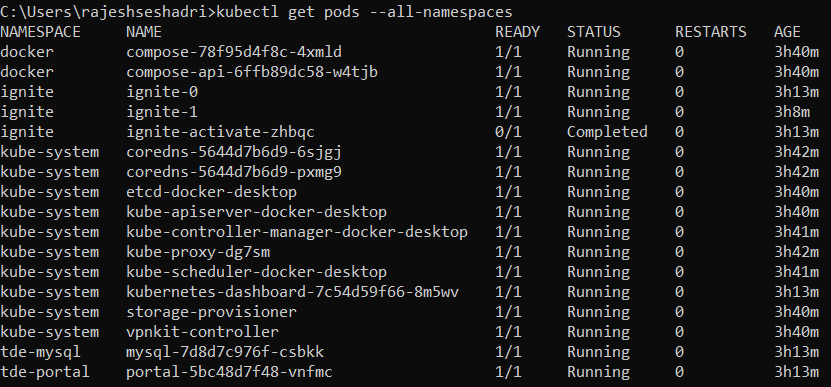 C:\Users\rajeshseshadri>kubectl get pods --all-namespaces
NAMESPACE     NAME                                     READY   STATUS      RESTARTS   AGE
docker        compose-78f95d4f8c-4xmld                 1/1     Running     0          3h40m
docker        compose-api-6ffb89dc58-w4tjb             1/1     Running     0          3h40m
ignite        ignite-0                                 1/1     Running     0          3h13m
ignite        ignite-1                                 1/1     Running     0          3h8m
ignite        ignite-activate-zhbqc                    0/1     Completed   0          3h13m
kube-system   coredns-5644d7b6d9-6sjgj                 1/1     Running     0          3h42m
kube-system   coredns-5644d7b6d9-pxmg9                 1/1     Running     0          3h42m
kube-system   etcd-docker-desktop                      1/1     Running     0          3h40m
kube-system   kube-apiserver-docker-desktop            1/1     Running     0          3h40m
kube-system   kube-controller-manager-docker-desktop   1/1     Running     0          3h41m
kube-system   kube-proxy-dg7sm                         1/1     Running     0          3h42m
kube-system   kube-scheduler-docker-desktop            1/1     Running     0          3h41m
kube-system   kubernetes-dashboard-7c54d59f66-8m5wv    1/1     Running     0          3h13m
kube-system   storage-provisioner                      1/1     Running     0          3h40m
kube-system   vpnkit-controller                        1/1     Running     0          3h40m
tde-mysql     mysql-7d8d7c976f-csbkk                   1/1     Running     0          3h13m
tde-portal    portal-5bc48d7f48-vnfmc                  1/1     Running     0          3h13m